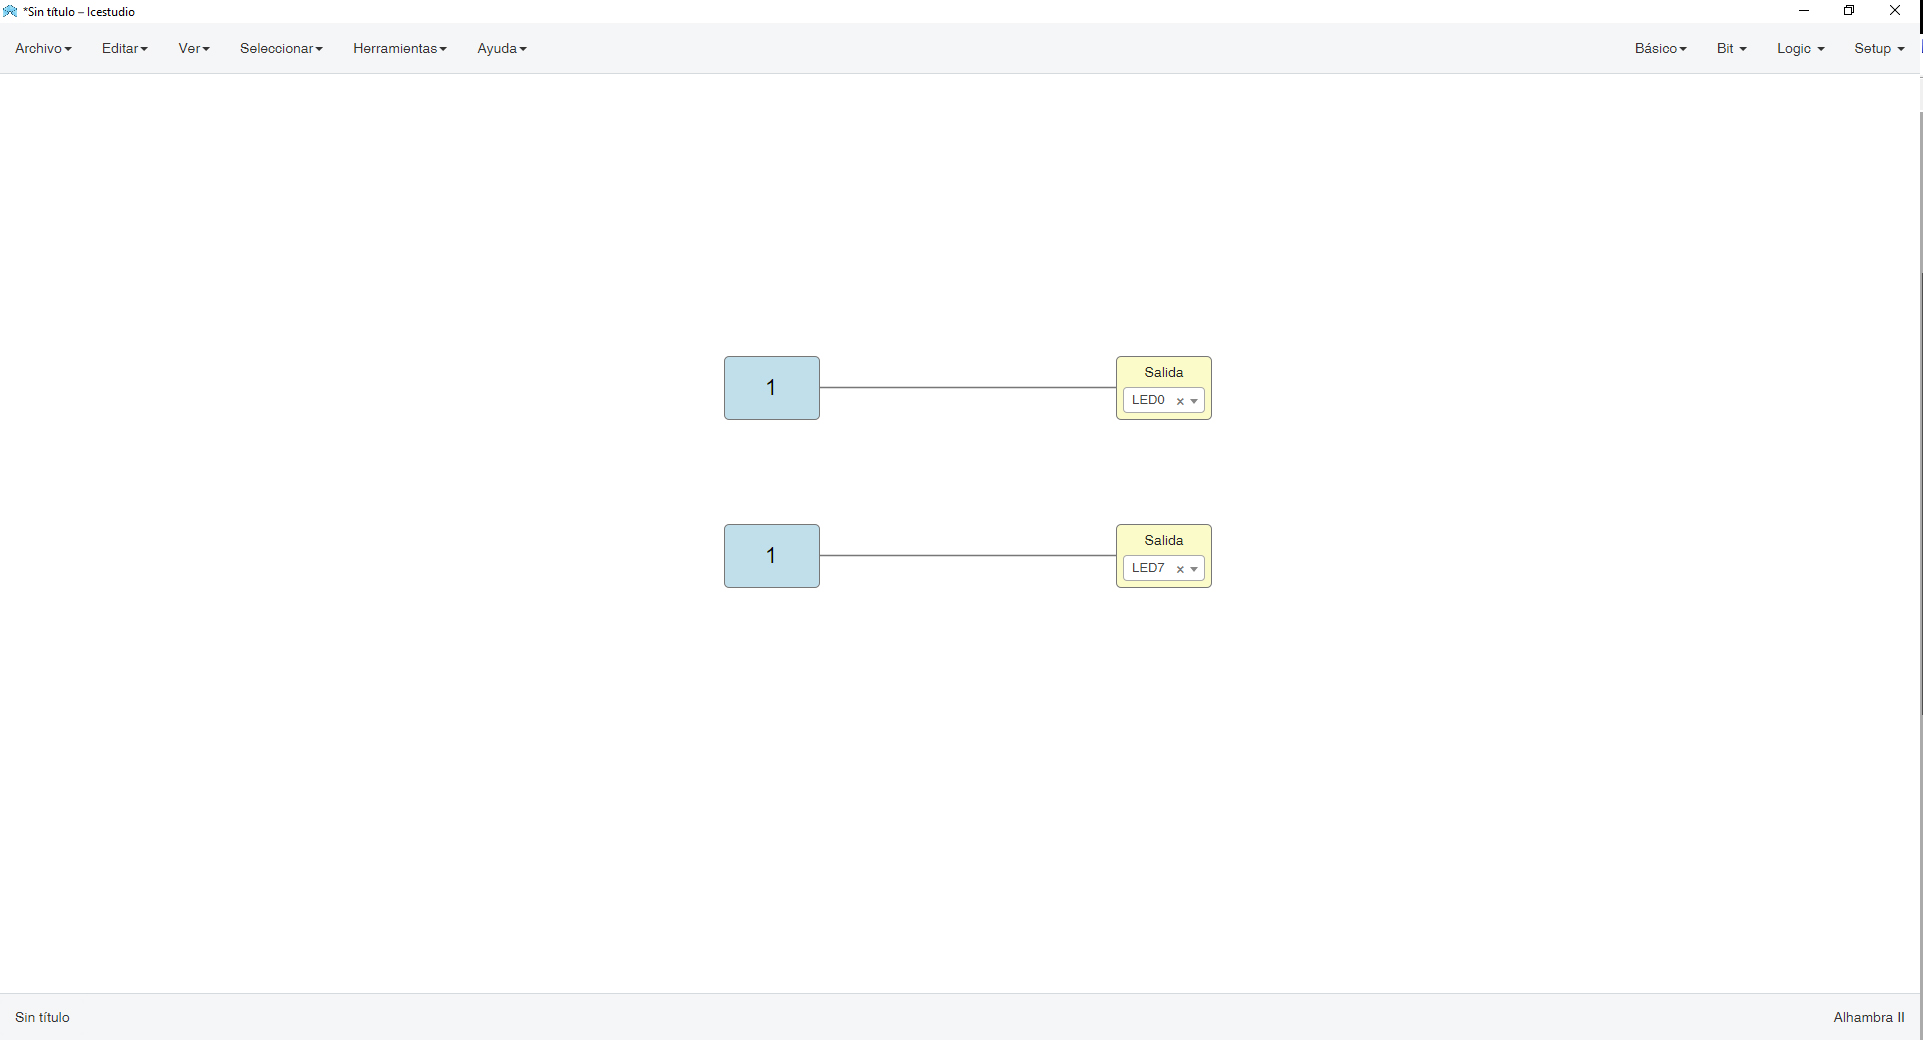 *Sin título – Icestudio
Archivo Editar Ver Seleccionar Herramientas Ayuda Básico Bit Logic Setup
1
Salida
LED0
1
Salida
LED7
Sin título
Alhambra II